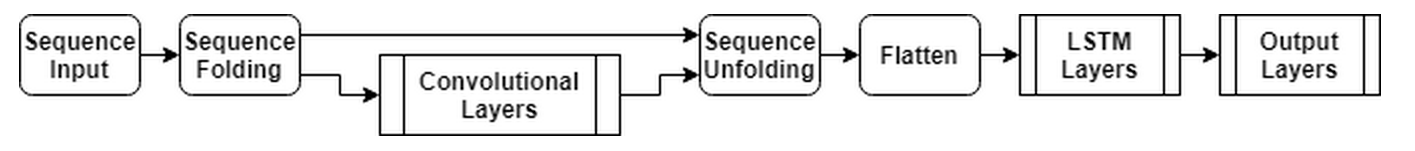 Sequence
Input
Sequence
Folding
Convolutional
Layers
Sequence
Unfolding
Flatten
LSTM
Layers
Output
Layers